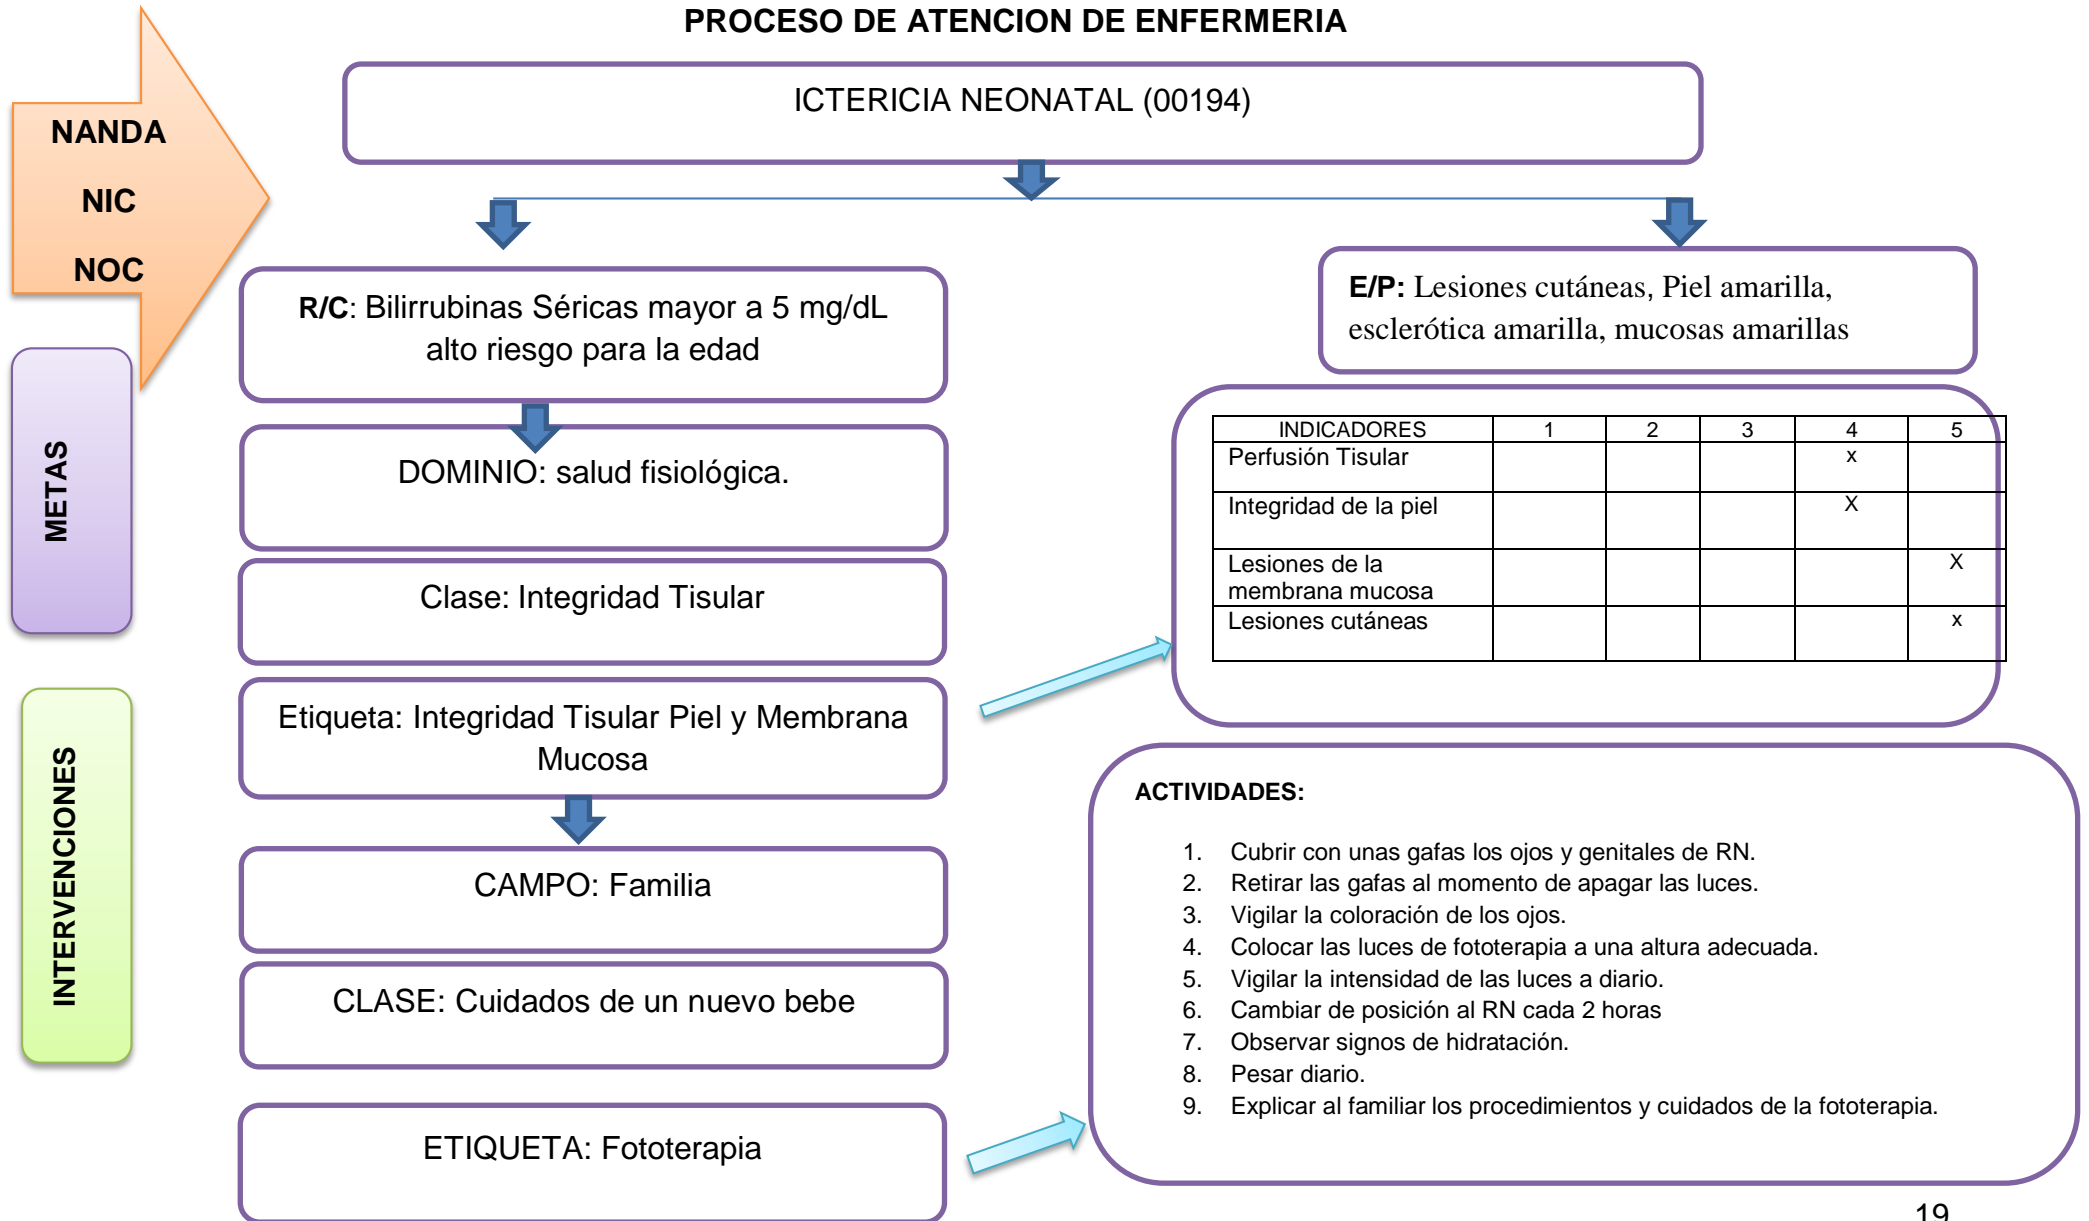 PROCESO DE ATENCION DE ENFERMERIA
NANDA
NIC
NOC
ICTERICIA NEONATAL (00194)
R/C: Bilirrubinas Séricas mayor a 5 mg/dL
alto riesgo para la edad
E/P: Lesiones cutáneas, Piel amarilla,
esclerótica amarilla, mucosas amarillas
METAS
DOMINIO: salud fisiológica.
Clase: Integridad Tisular
Etiqueta: Integridad Tisular Piel y Membrana
Mucosa
INDICADORES 1 2 3 4 5
Perfusión Tisular x
Integridad de la piel X
Lesiones de la X
membrana mucosa
Lesiones cutáneas x
INTERVENCIONES
CAMPO: Familia
CLASE: Cuidados de un nuevo bebe
ETIQUETA: Fototerapia
ACTIVIDADES:
1. Cubrir con unas gafas los ojos y genitales de RN.
2. Retirar las gafas al momento de apagar las luces.
3. Vigilar la coloración de los ojos.
4. Colocar las luces de fototerapia a una altura adecuada.
5. Vigilar la intensidad de las luces a diario.
6. Cambiar de posición al RN cada 2 horas
7. Observar signos de hidratación.
8. Pesar diario.
9. Explicar al familiar los procedimientos y cuidados de la fototerapia.
19